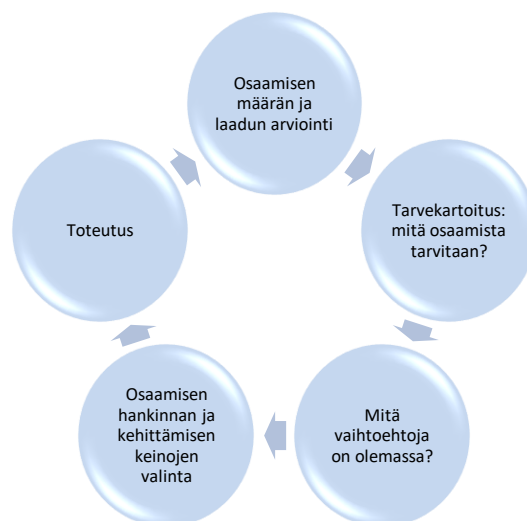 Osaamisen
määrän ja
laadun arviointi
Tarvekartoitus:
mitä osaamista
tarvitaan?
Mitä
vaihtoehtoja
on olemassa?
Osaamisen
hankinnan ja
kehittämisen
keinojen
valinta
Toteutus